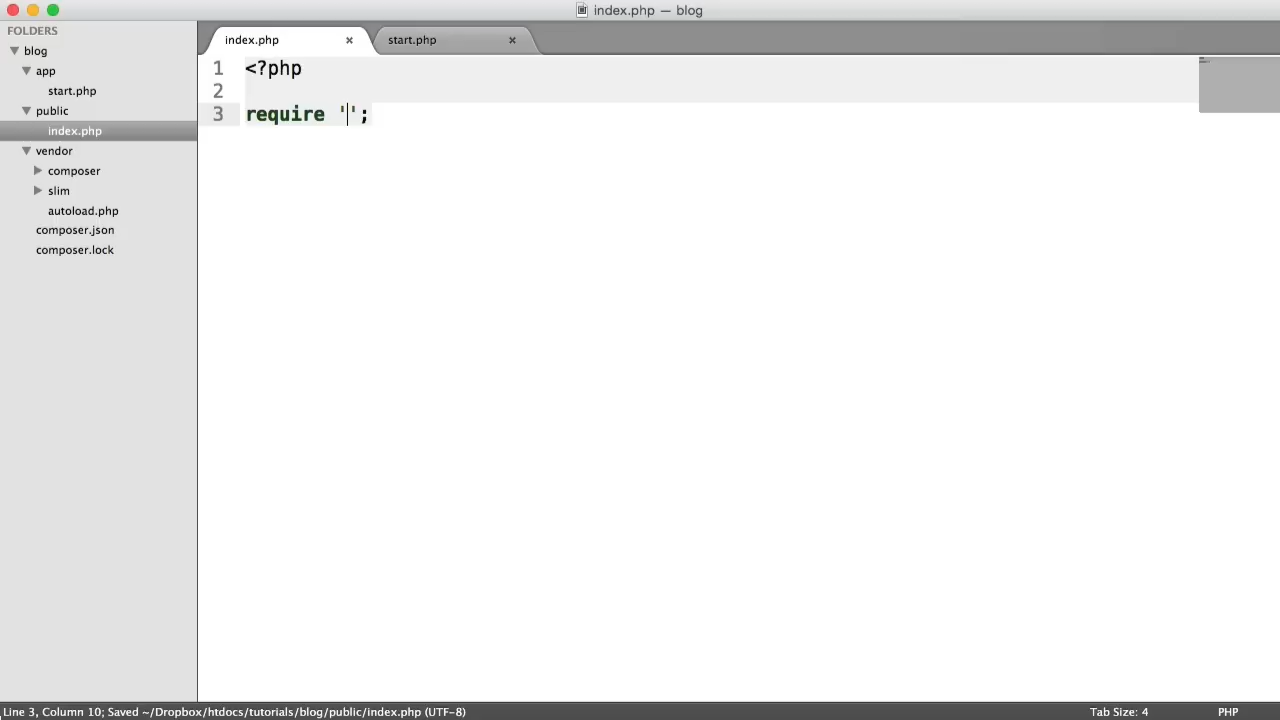 index.php — blog
FOLDERS
blog
app
start.php
public
index.php
vendor
composer
slim
autoload.php
composer.json
composer.lock
index.php ×
start.php ×
1 <?php
2
3 require '';
Line 3, Column 10; Saved ~/Dropbox/htdocs/tutorials/blog/public/index.php (UTF-8)
Tab Size: 4
PHP